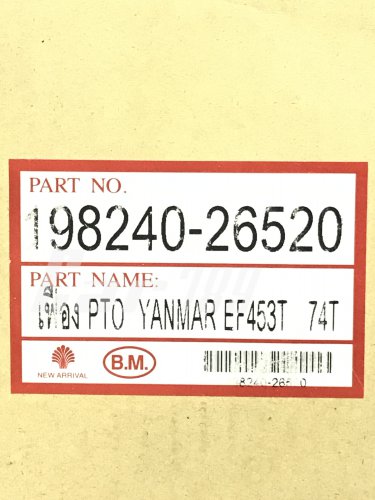 PART NO.
198240-26520
PART NAME:
เฟือง PTO YANMAR EF453T 74T
NEW ARRIVAL
B.M.